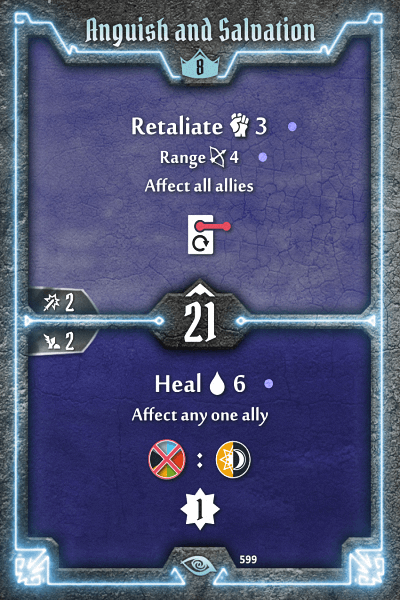 Anguish and Salvation
8
Retaliate 3
Range 4
Affect all allies
2
21
2
Heal 6
Affect any one ally
:
1
599